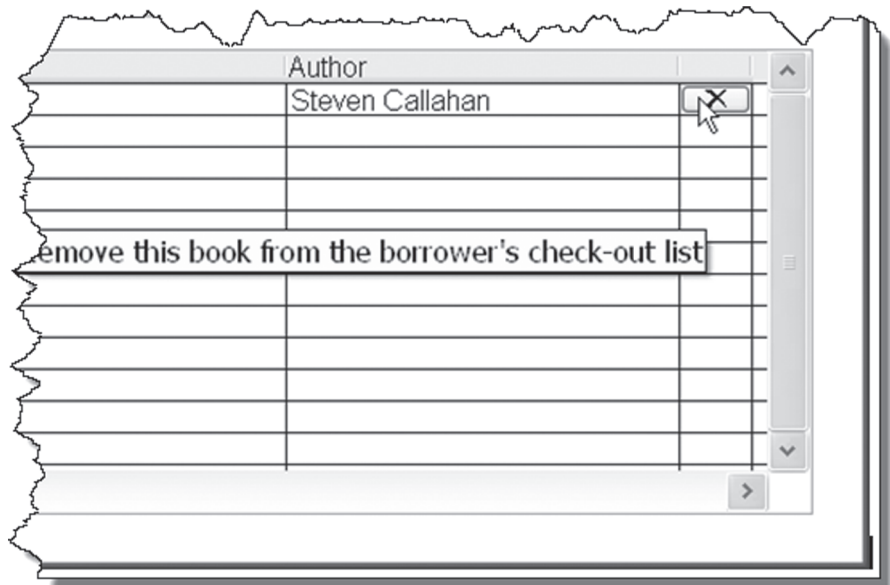 Author
Steven Callahan
emove this book from the borrower's check-out list